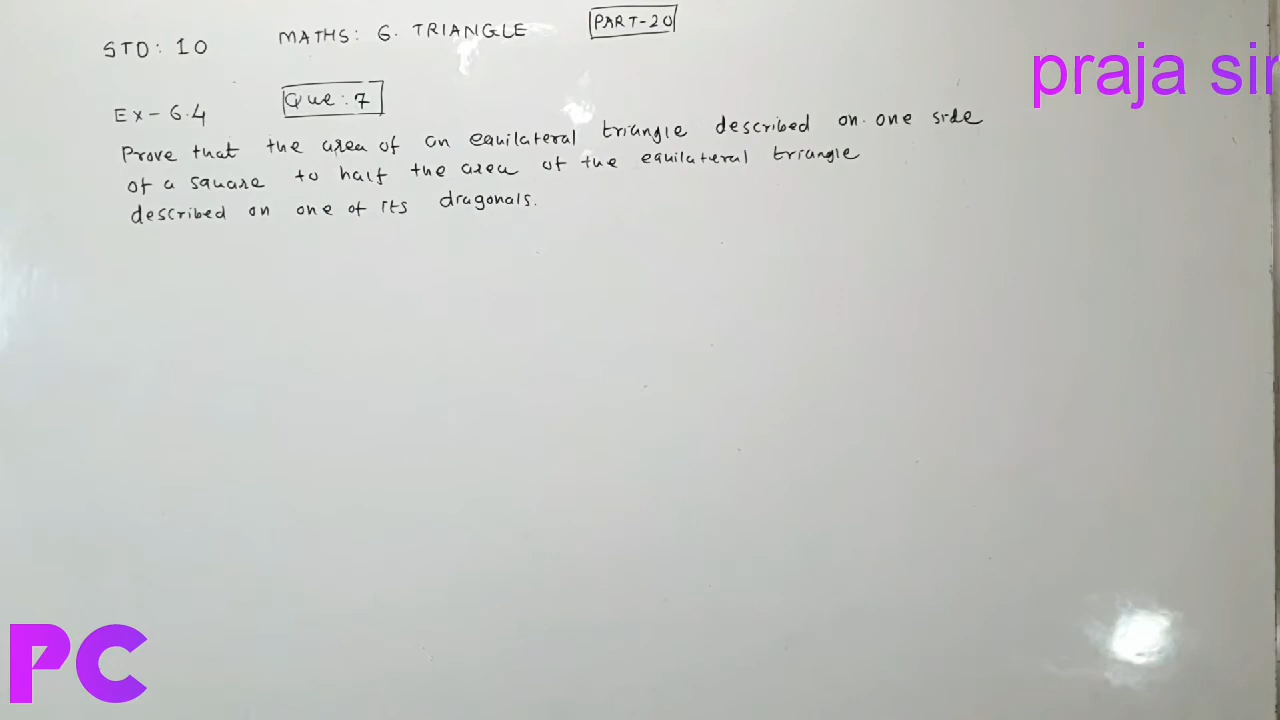 STD: 10 MATHS: 6. TRIANGLE PART-20
praja sir
Ex-6.4 Que: 7
Prove that the area of an equilateral triangle described on one side
of a square to half the area of the equilateral triangle
described on one of its diagonals.
PC